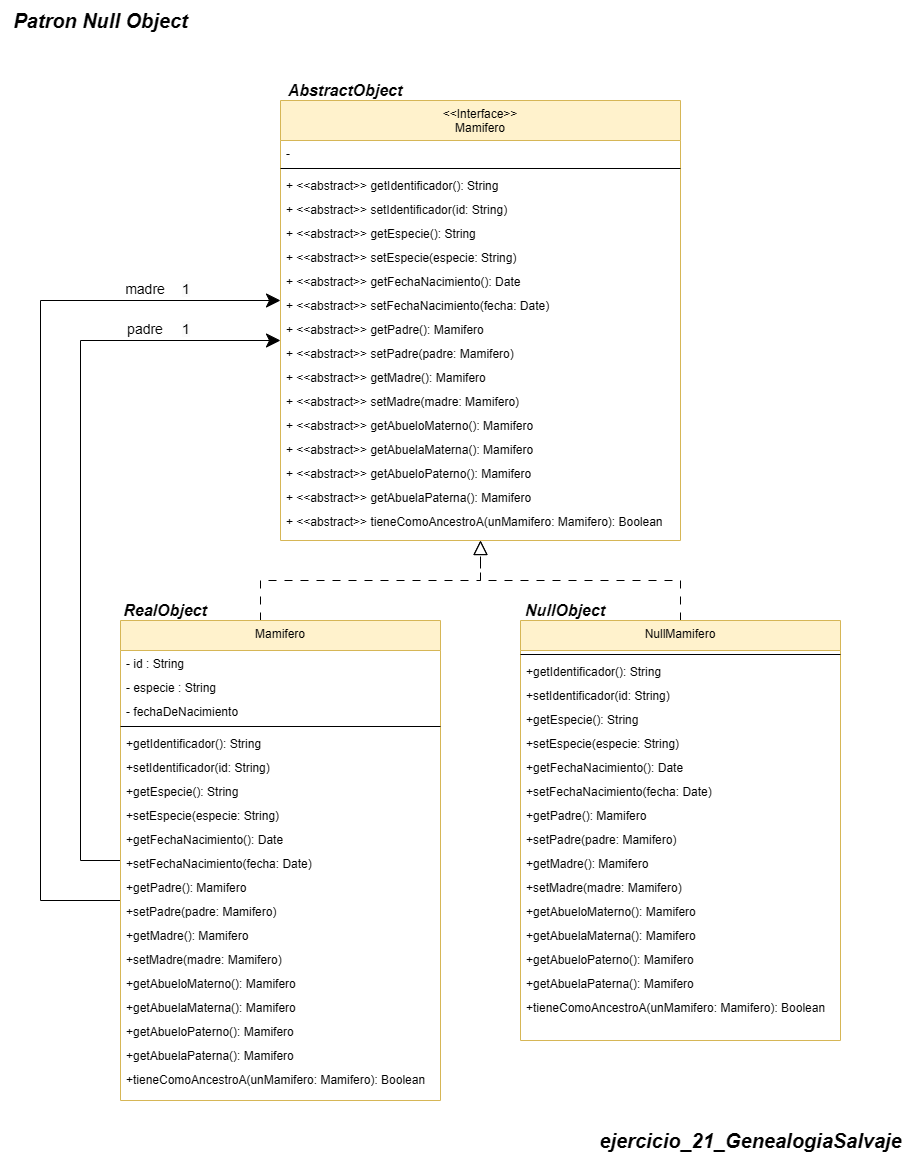 Patron Null Object
AbstractObject
<<Interface>>
Mamifero
-
+ <<abstract>> getIdentificador(): String
+ <<abstract>> setIdentificador(id: String)
+ <<abstract>> getEspecie(): String
+ <<abstract>> setEspecie(especie: String)
+ <<abstract>> getFechaNacimiento(): Date
+ <<abstract>> setFechaNacimiento(fecha: Date)
+ <<abstract>> getPadre(): Mamifero
+ <<abstract>> setPadre(padre: Mamifero)
+ <<abstract>> getMadre(): Mamifero
+ <<abstract>> setMadre(madre: Mamifero)
+ <<abstract>> getAbueloMaterno(): Mamifero
+ <<abstract>> getAbuelaMaterna(): Mamifero
+ <<abstract>> getAbueloPaterno(): Mamifero
+ <<abstract>> getAbuelaPaterna(): Mamifero
+ <<abstract>> tieneComoAncestroA(unMamifero: Mamifero): Boolean
madre 1
padre 1
RealObject
Mamifero
- id : String
- especie : String
- fechaDeNacimiento
+getIdentificador(): String
+setIdentificador(id: String)
+getEspecie(): String
+setEspecie(especie: String)
+getFechaNacimiento(): Date
+setFechaNacimiento(fecha: Date)
+getPadre(): Mamifero
+setPadre(padre: Mamifero)
+getMadre(): Mamifero
+setMadre(madre: Mamifero)
+getAbueloMaterno(): Mamifero
+getAbuelaMaterna(): Mamifero
+getAbueloPaterno(): Mamifero
+getAbuelaPaterna(): Mamifero
+tieneComoAncestroA(unMamifero: Mamifero): Boolean
NullObject
NullMamifero
+getIdentificador(): String
+setIdentificador(id: String)
+getEspecie(): String
+setEspecie(especie: String)
+getFechaNacimiento(): Date
+setFechaNacimiento(fecha: Date)
+getPadre(): Mamifero
+setPadre(padre: Mamifero)
+getMadre(): Mamifero
+setMadre(madre: Mamifero)
+getAbueloMaterno(): Mamifero
+getAbuelaMaterna(): Mamifero
+getAbueloPaterno(): Mamifero
+getAbuelaPaterna(): Mamifero
+tieneComoAncestroA(unMamifero: Mamifero): Boolean
ejercicio_21_GenealogiaSalvaje